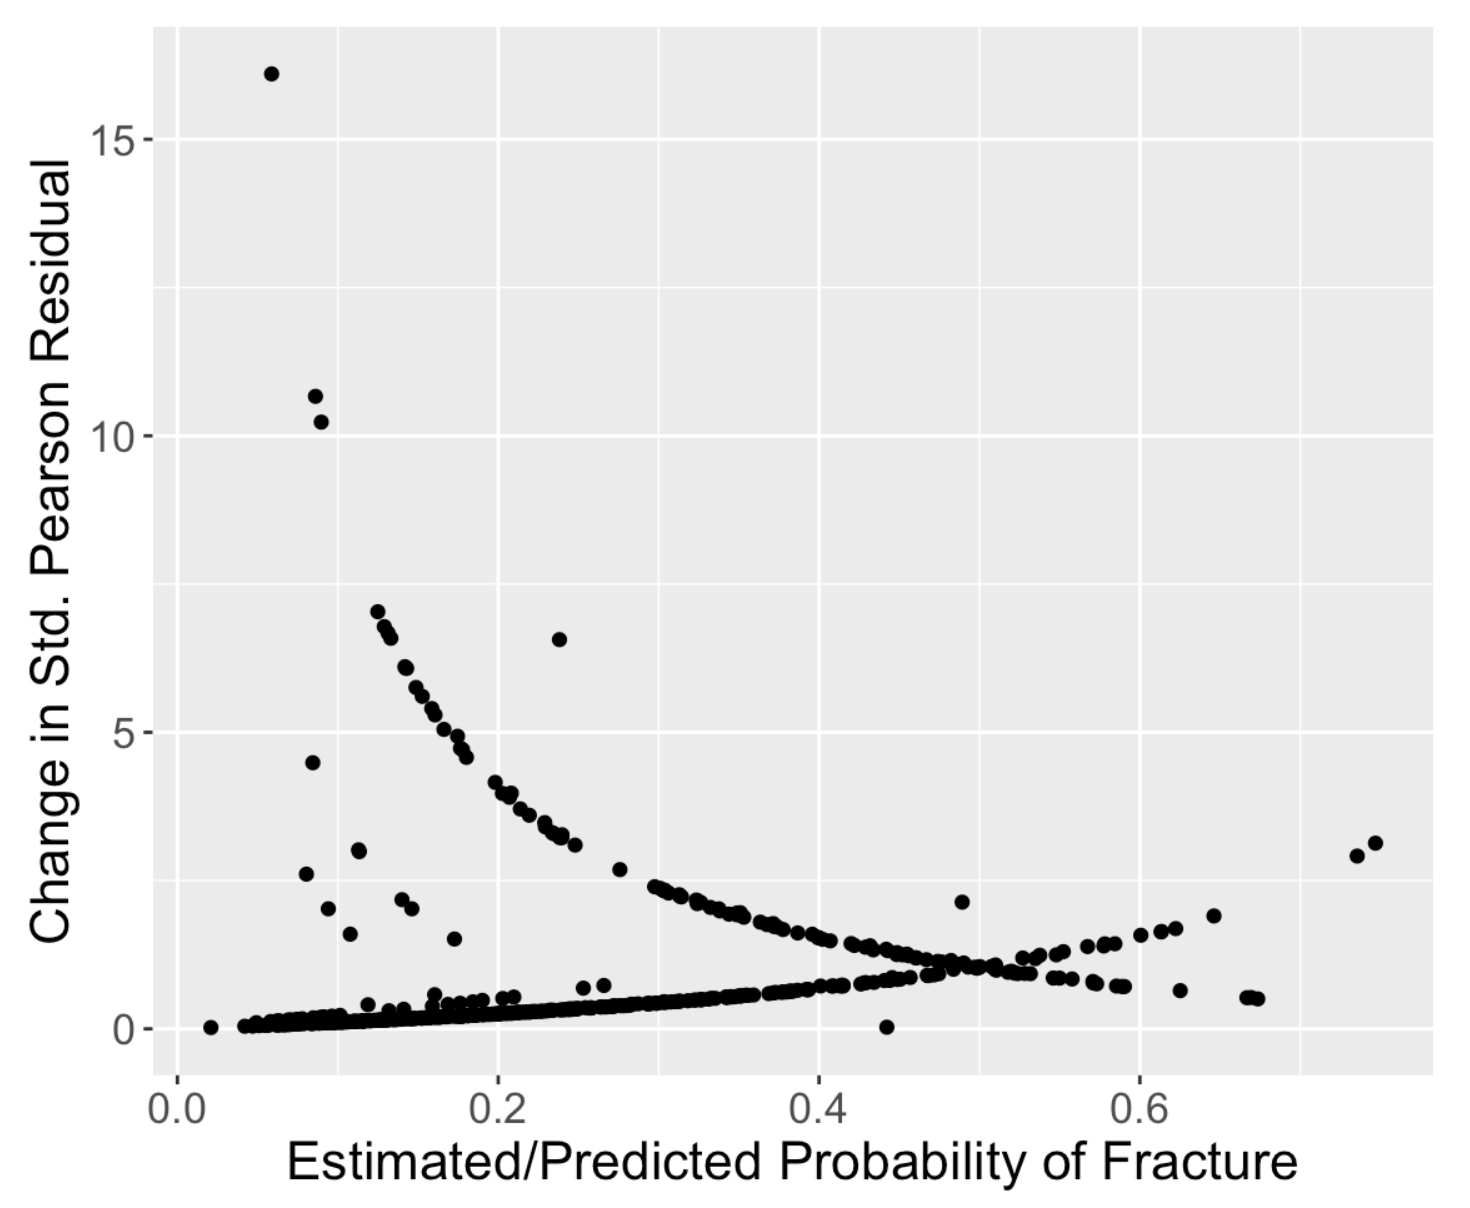 Change in Std. Pearson Residual
15
10
5
0
0.0 0.2 0.4 0.6
Estimated/Predicted Probability of Fracture